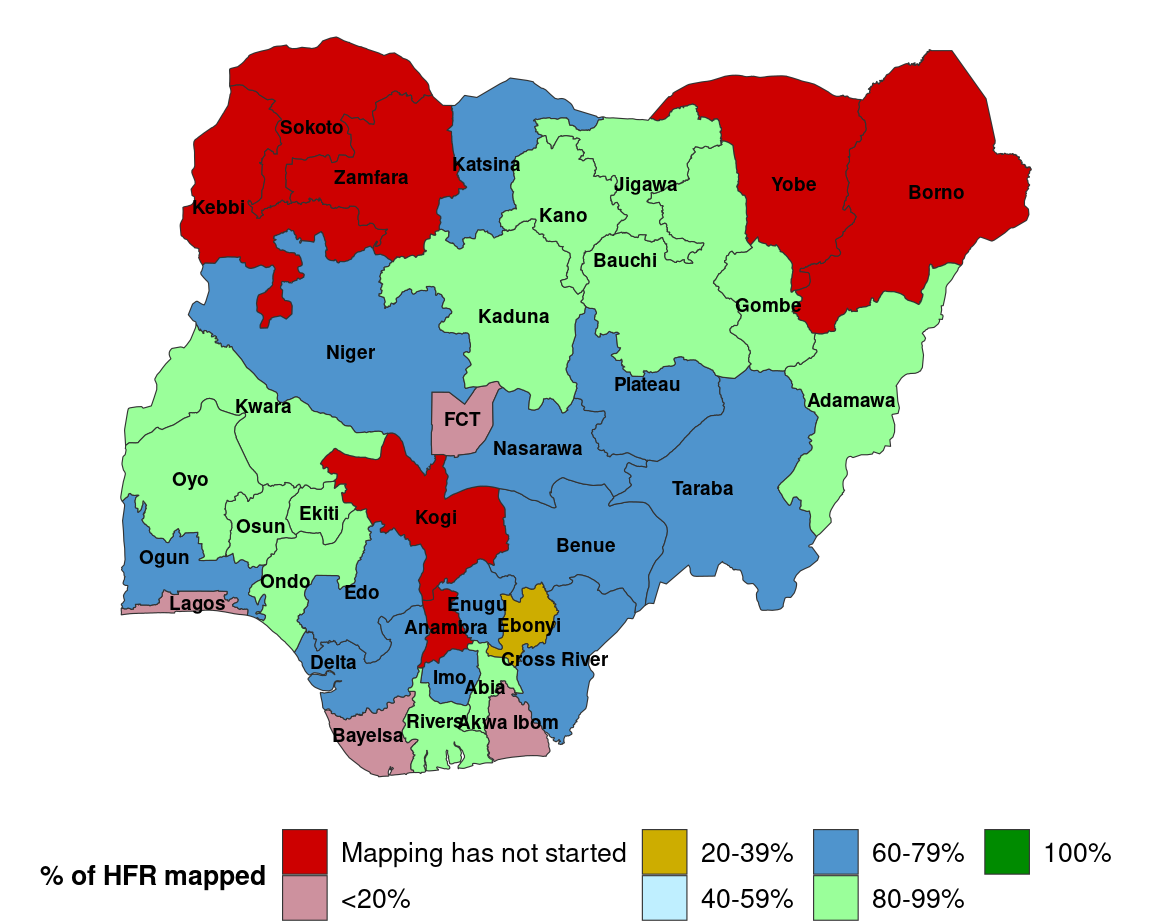 Sokoto
Katsina
Zamfara
Jigawa
Yobe
Borno
Kebbi
Kano
Bauchi
Gombe
Kaduna
Niger
Plateau
Adamawa
Kwara
FCT
Nasarawa
Oyo
Taraba
Ekiti
Kogi
Osun
Benue
Ogun
Ondo
Edo
Lagos
Enugu
Anambra
Ebonyi
Delta
Cross River
Imo
Abia
Rivers
Akwa Ibom
Bayelsa
% of HFR mapped
Mapping has not started
<20%
20-39%
40-59%
60-79%
80-99%
100%